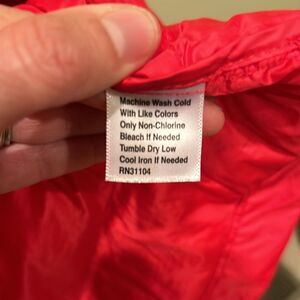 Machine Wash Cold
With Like Colors
Only Non-Chlorine
Bleach If Needed
Tumble Dry Low
Cool Iron If Needed
RN31104